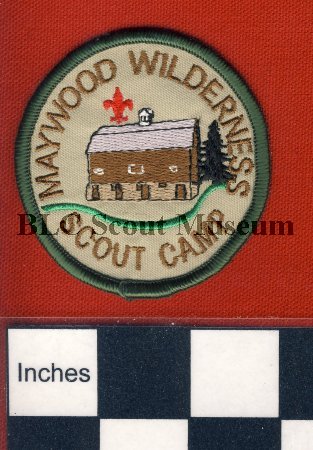 MAYWOOD WILDERNESS
SCOUT CAMP
BLC Scout Museum
Inches